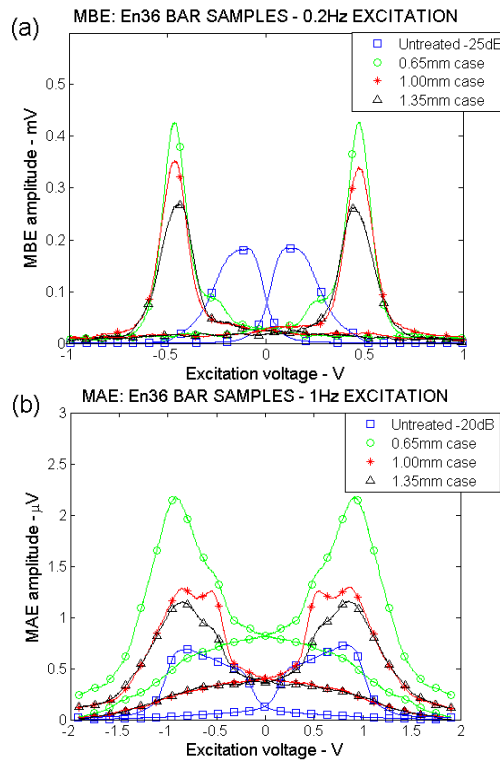 MBE: En36 BAR SAMPLES - 0.2Hz EXCITATION
(a)
Untreated -25dB
0.65mm case
1.00mm case
1.35mm case
0.6
0.5
0.4
0.3
0.2
0.1
0
MBE amplitude - mV
-1
-0.5
0
0.5
1
Excitation voltage - V
(b)
MAE: En36 BAR SAMPLES - 1Hz EXCITATION
Untreated -20dB
0.65mm case
1.00mm case
1.35mm case
3
2.5
2
1.5
1
0.5
0
MAE amplitude - μV
-2
-1.5
-1
-0.5
0
0.5
1
1.5
2
Excitation voltage - V